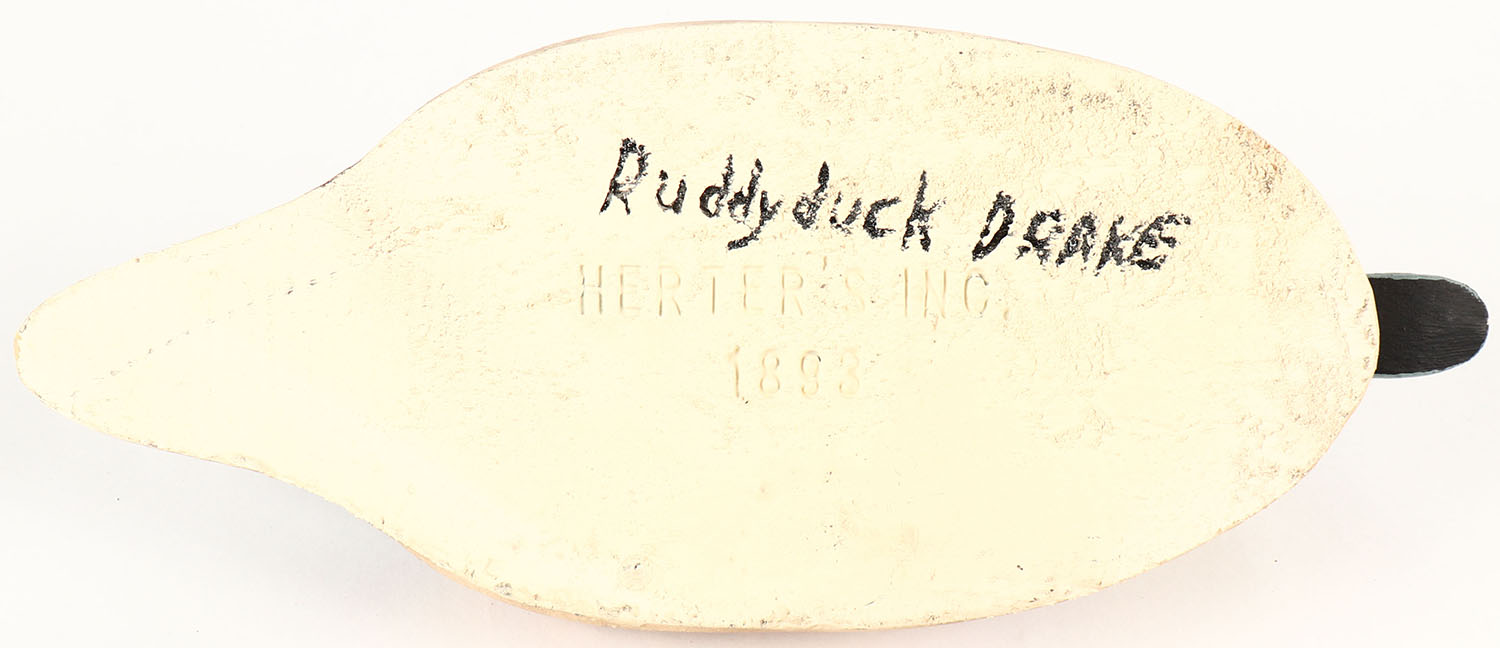 Ruddyduck DRAKE
HERTER'S INC.
1893